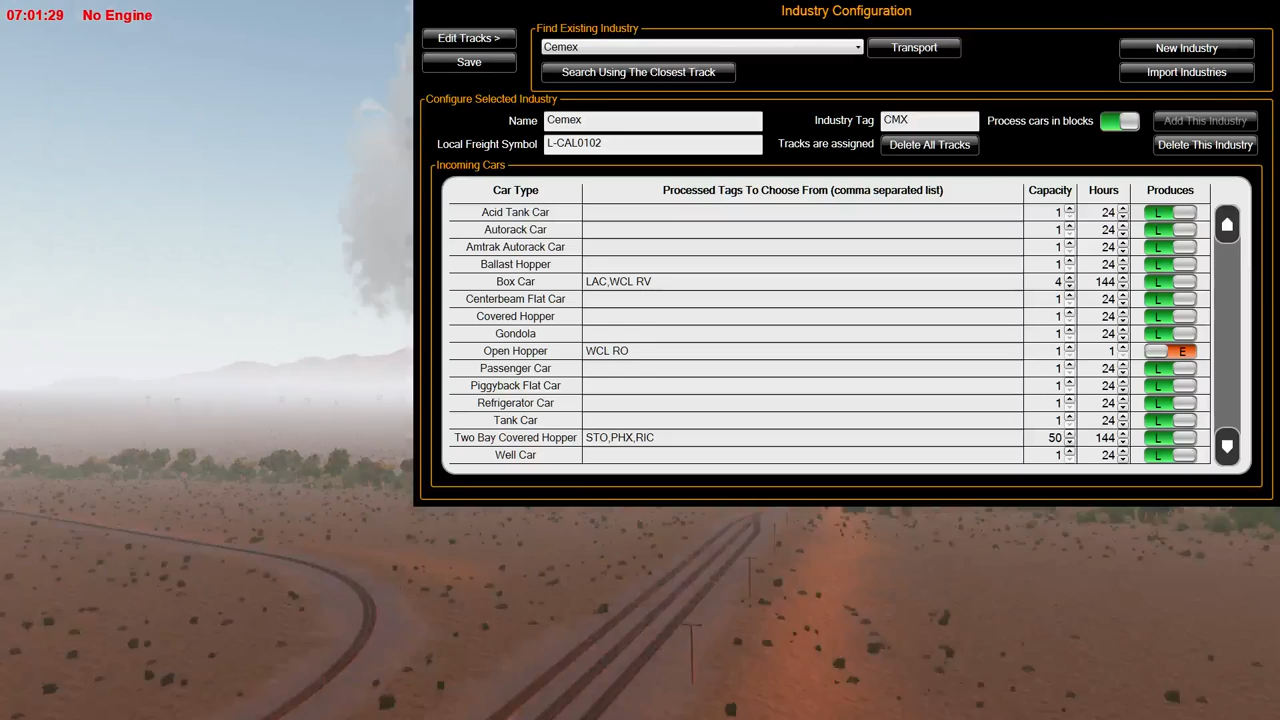 07:01:29 No Engine
Industry Configuration
Edit Tracks >
Save
Find Existing Industry
Cemex
Transport
Search Using The Closest Track
New Industry
Import Industries
Configure Selected Industry
Name Cemex Industry Tag CMX Process cars in blocks Add This Industry
Local Freight Symbol L-CAL0102 Tracks are assigned Delete All Tracks Delete This Industry
Incoming Cars
Car Type Processed Tags To Choose From (comma separated list) Capacity Hours Produces
Acid Tank Car 1 24 L
Autorack Car 1 24 L
Amtrak Autorack Car 1 24 L
Ballast Hopper 1 24 L
Box Car LAC,WCL RV 4 144 L
Centerbeam Flat Car 1 24 L
Covered Hopper 1 24 L
Gondola 1 24 L
Open Hopper WCL RO 1 1 E
Passenger Car 1 24 L
Piggyback Flat Car 1 24 L
Refrigerator Car 1 24 L
Tank Car 1 24 L
Two Bay Covered Hopper STO,PHX,RIC 50 144 L
Well Car 1 24 L